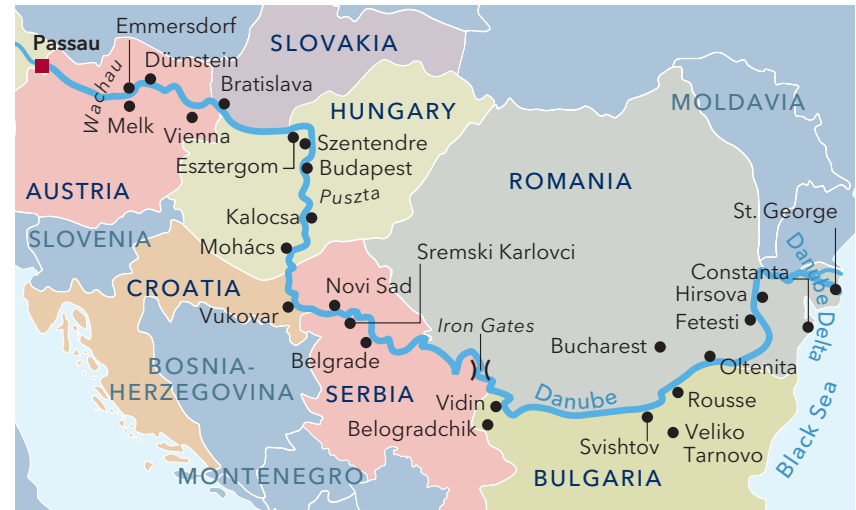 Emmersdorf
Passau
Dürnstein
SLOVAKIA
Wachau
Bratislava
Melk
Vienna
HUNGARY
MOLDAVIA
Szentendre
Esztergom
Budapest
AUSTRIA
Puszta
ROMANIA
Kalocsa
St. George
SLOVENIA
Mohács
Sremski Karlovci
Danube Delta
Constanta
CROATIA
Novi Sad
Hirsova
Vukovar
Iron Gates
Fetesti
Belgrade
Bucharest
BOSNIA-
HERZEGOVINA
Oltenita
SERBIA
Danube
Vidin
Rousse
Black Sea
Belogradchik
Svishtov
Veliko
Tarnovo
MONTENEGRO
BULGARIA